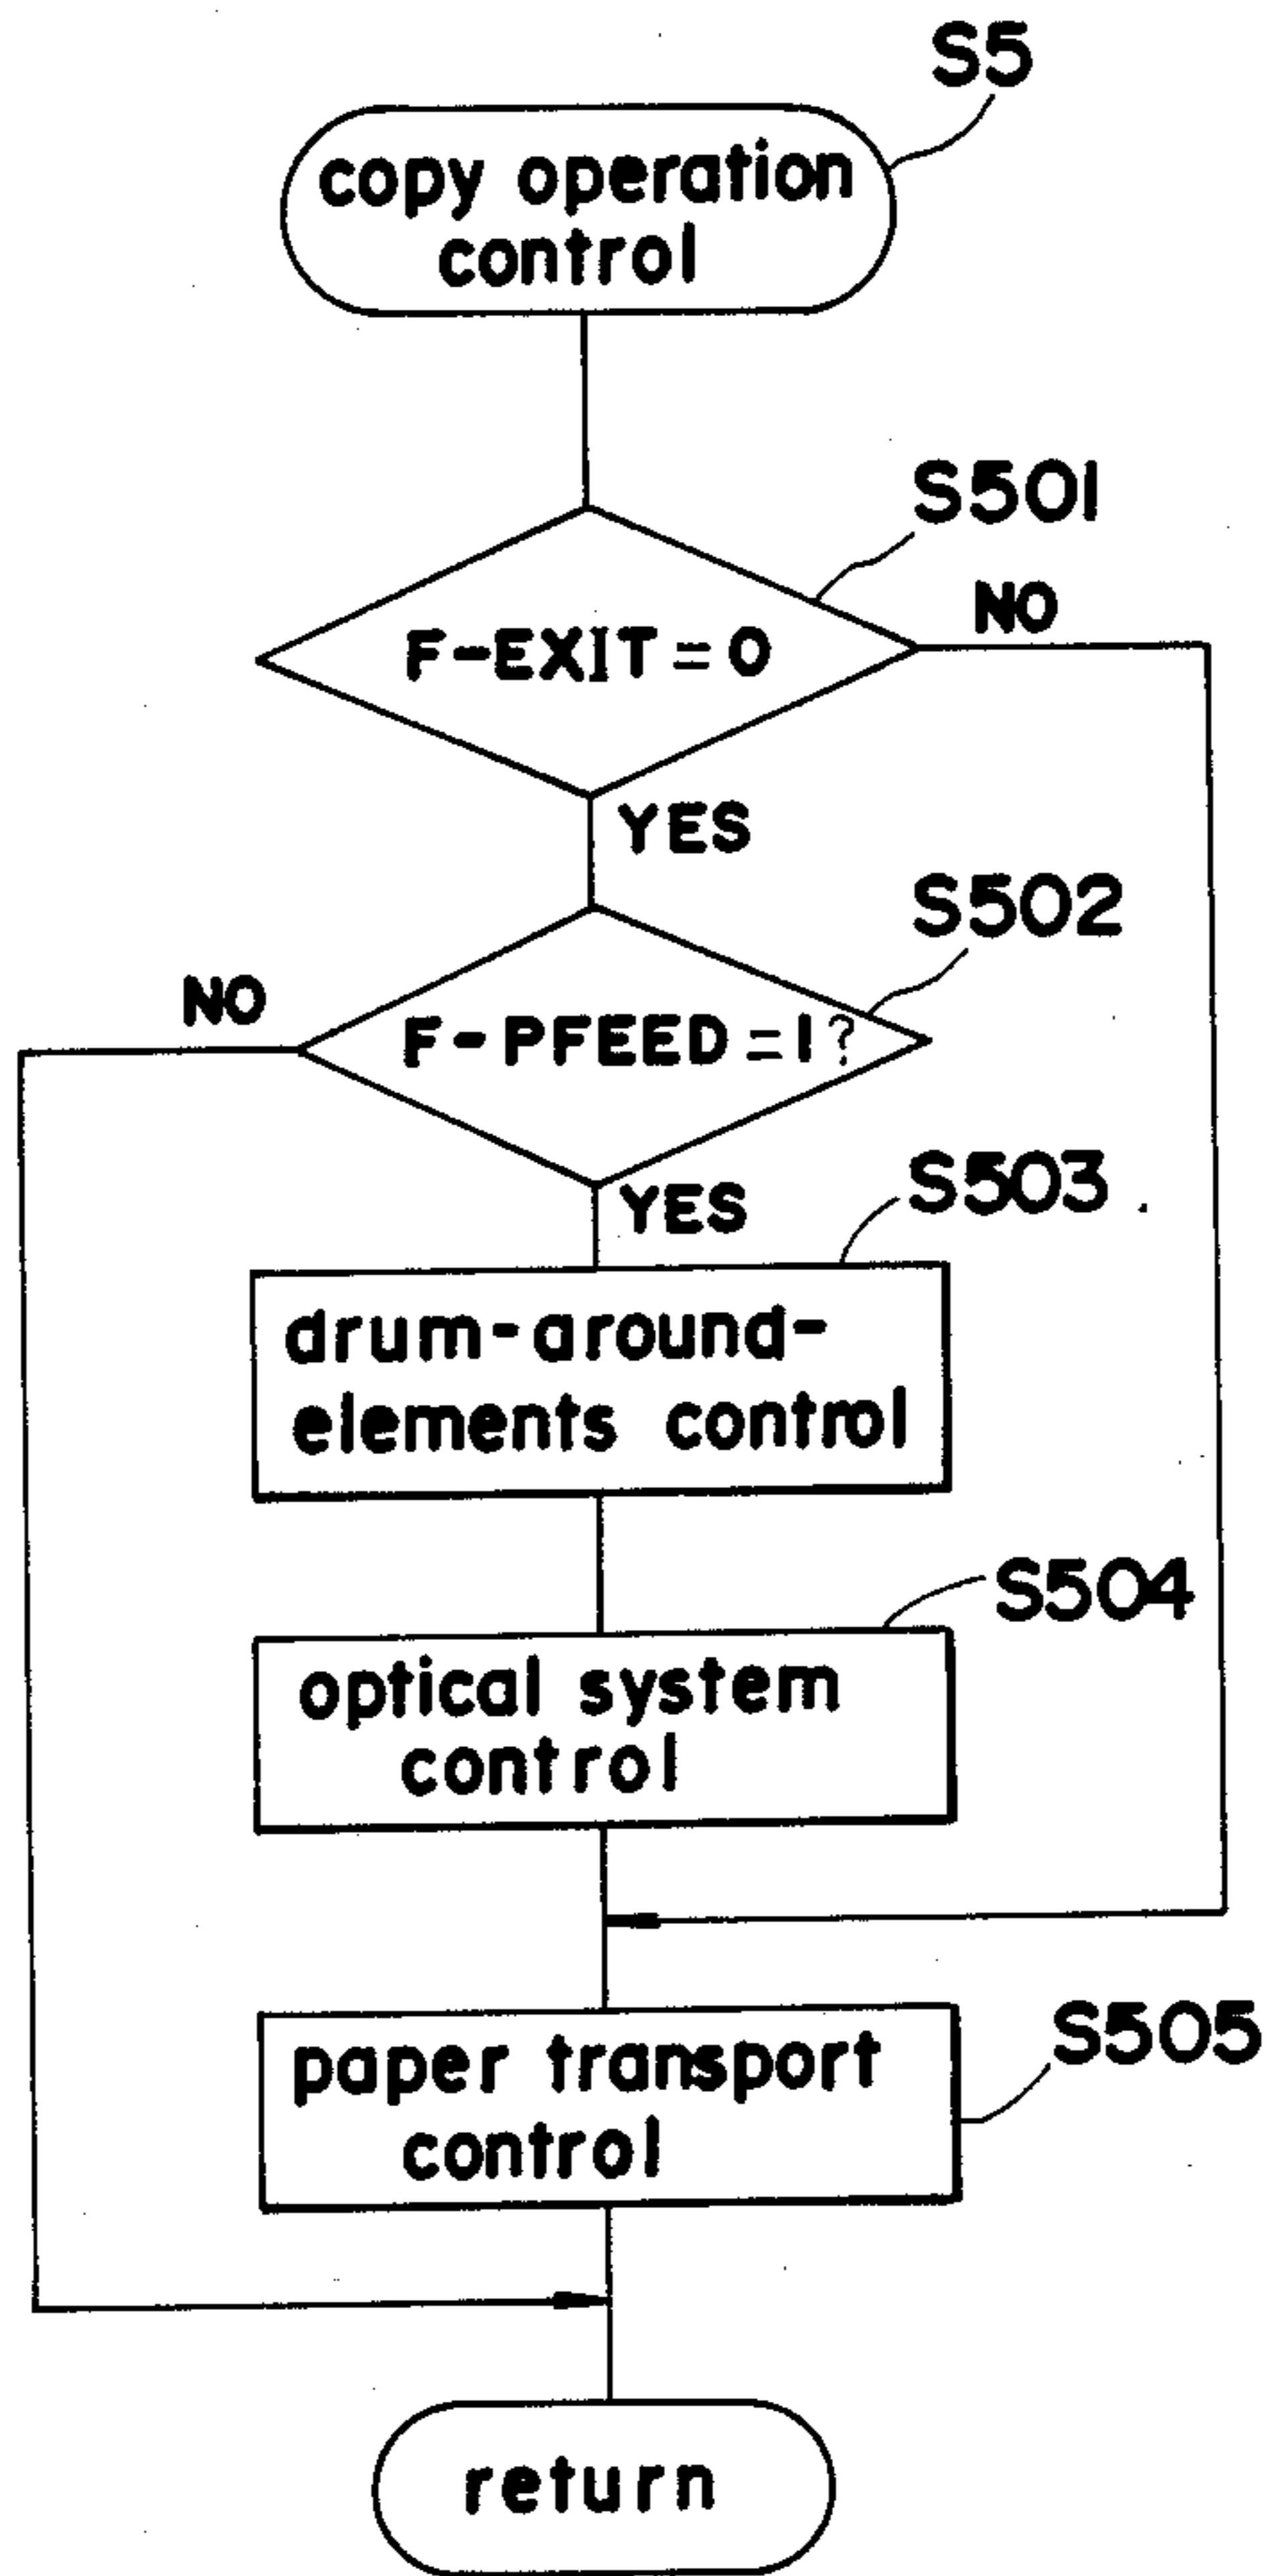 S5
copy operation
control
S501
F-EXIT = 0
NO
YES
S502
NO
F-PFEED = 1?
YES
S503
drum-around-
elements control
S504
optical system
control
S505
paper transport
control
return